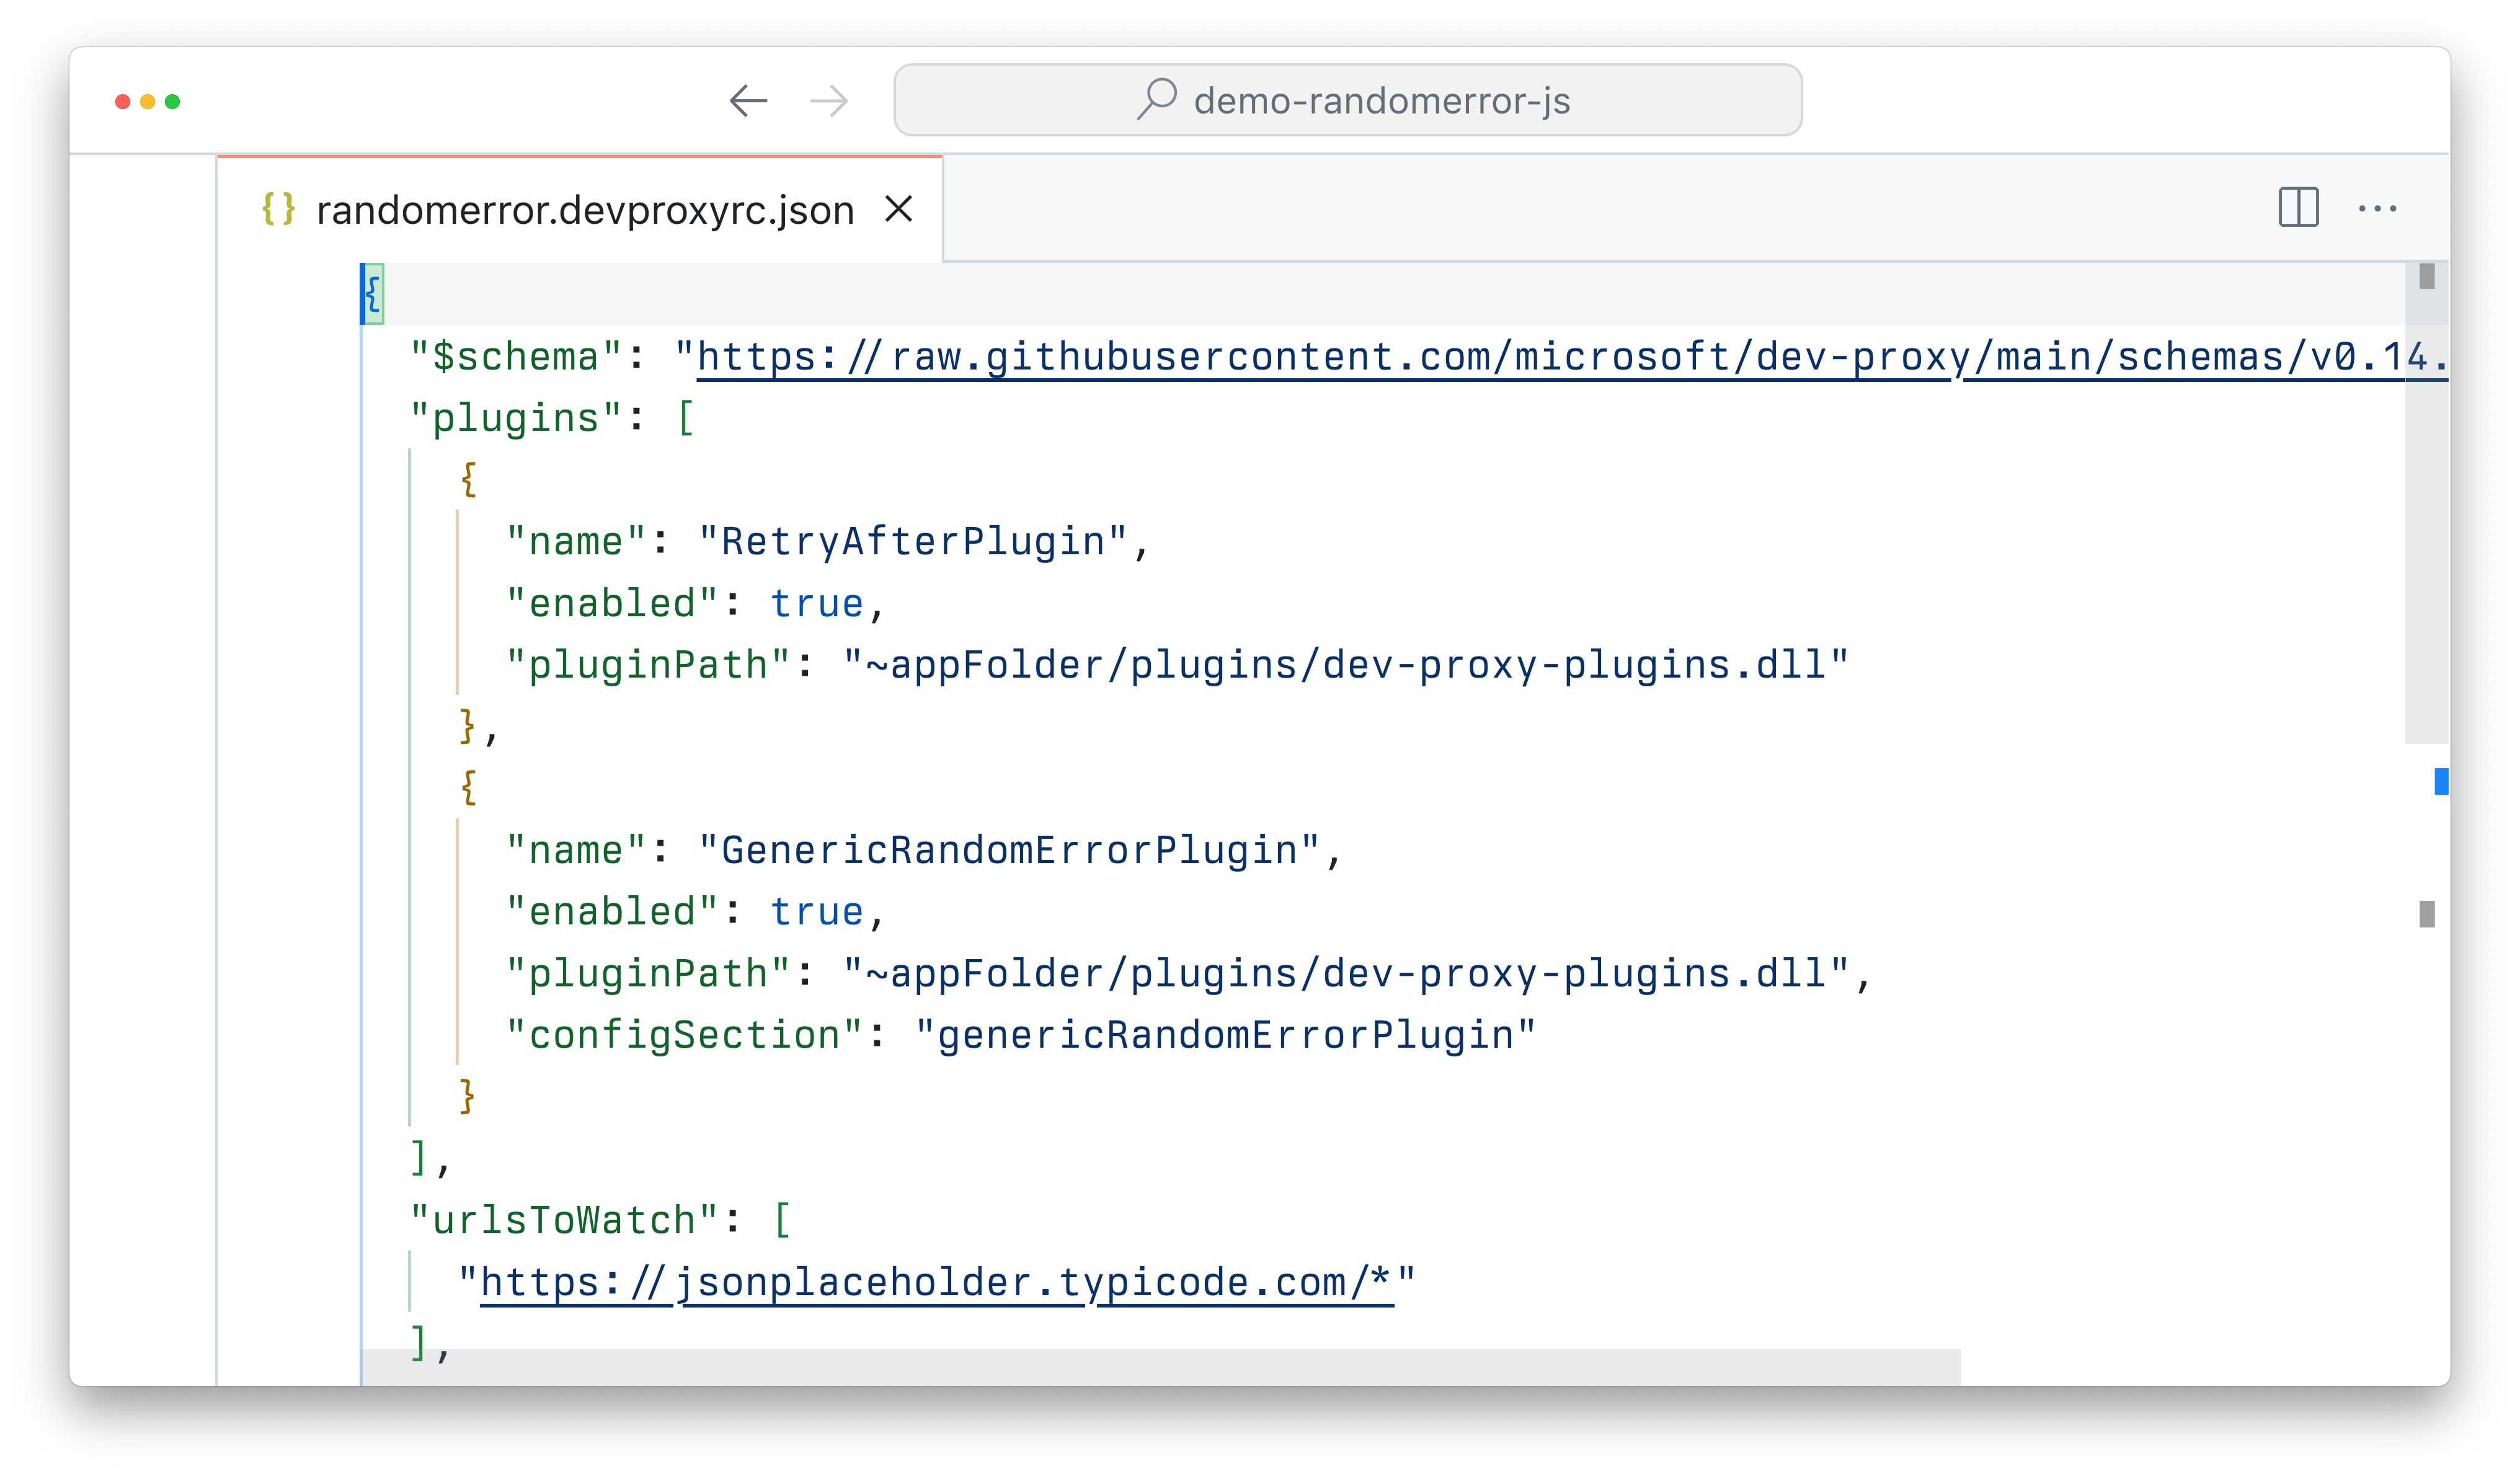 demo-randomerror-js
{} randomerror.devproxyrc.json
{
"$schema": "https://raw.githubusercontent.com/microsoft/dev-proxy/main/schemas/v0.14.
"plugins": [
{
"name": "RetryAfterPlugin",
"enabled": true,
"pluginPath": "~appFolder/plugins/dev-proxy-plugins.dll"
},
{
"name": "GenericRandomErrorPlugin",
"enabled": true,
"pluginPath": "~appFolder/plugins/dev-proxy-plugins.dll",
"configSection": "genericRandomErrorPlugin"
}
],
"urlsToWatch": [
"https://jsonplaceholder.typicode.com/*"
],